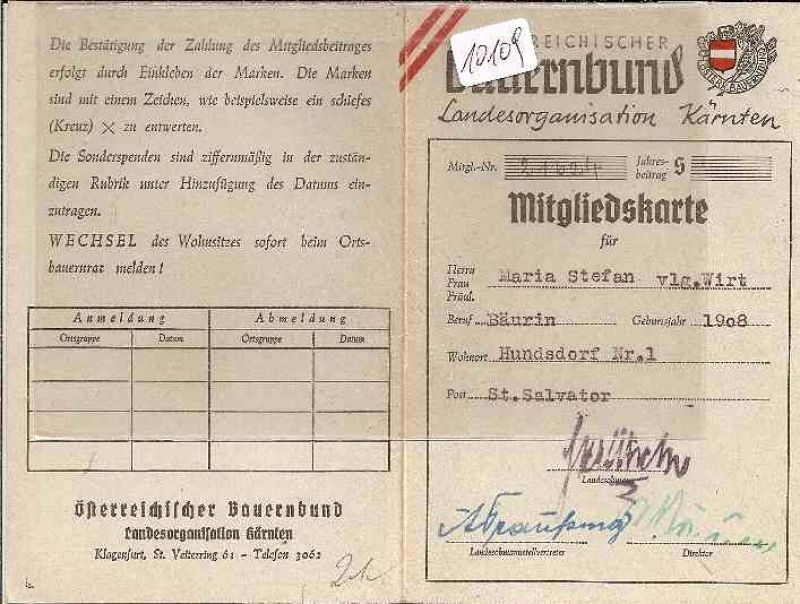 Die Bestätigung der Zahlung des Mitgliedsbeitrages
erfolgt durch Einkleben der Marken. Die Marken
sind mit einem Zeichen, wie beispielsweise ein schiefes
(Kreuz) X zu entwerten.
Die Sonderspenden sind ziffernmäßig in der zustän-
digen Rubrik unter Hinzufügung des Datums ein-
zutragen.
WECHSEL des Wohnsitzes sofort beim Orts-
bauernrat melden!
Anmeldung Abmeldung
Ortsgruppe Datum Ortsgruppe Datum
Österreichischer Bauernbund
Landesorganisation Kärnten
Klagenfurt, St. Veiterring 61 – Telefon 3062
10109
REICHISCHER
Bauernbund
Landesorganisation Kärnten
ÖSTERR. BAUERNBUND
Mitgl.-Nr. Jahres-
beitrag S
Mitgliedskarte
für
Herrn
Frau Maria Stefan vlg.Wirt
Fräul.
Beruf Bäurin Geburtsjahr 1908
Wohnort Hundsdorf Nr.1
Post St.Salvator
Landesobmann
Landesobmannstellvertreter Direktor